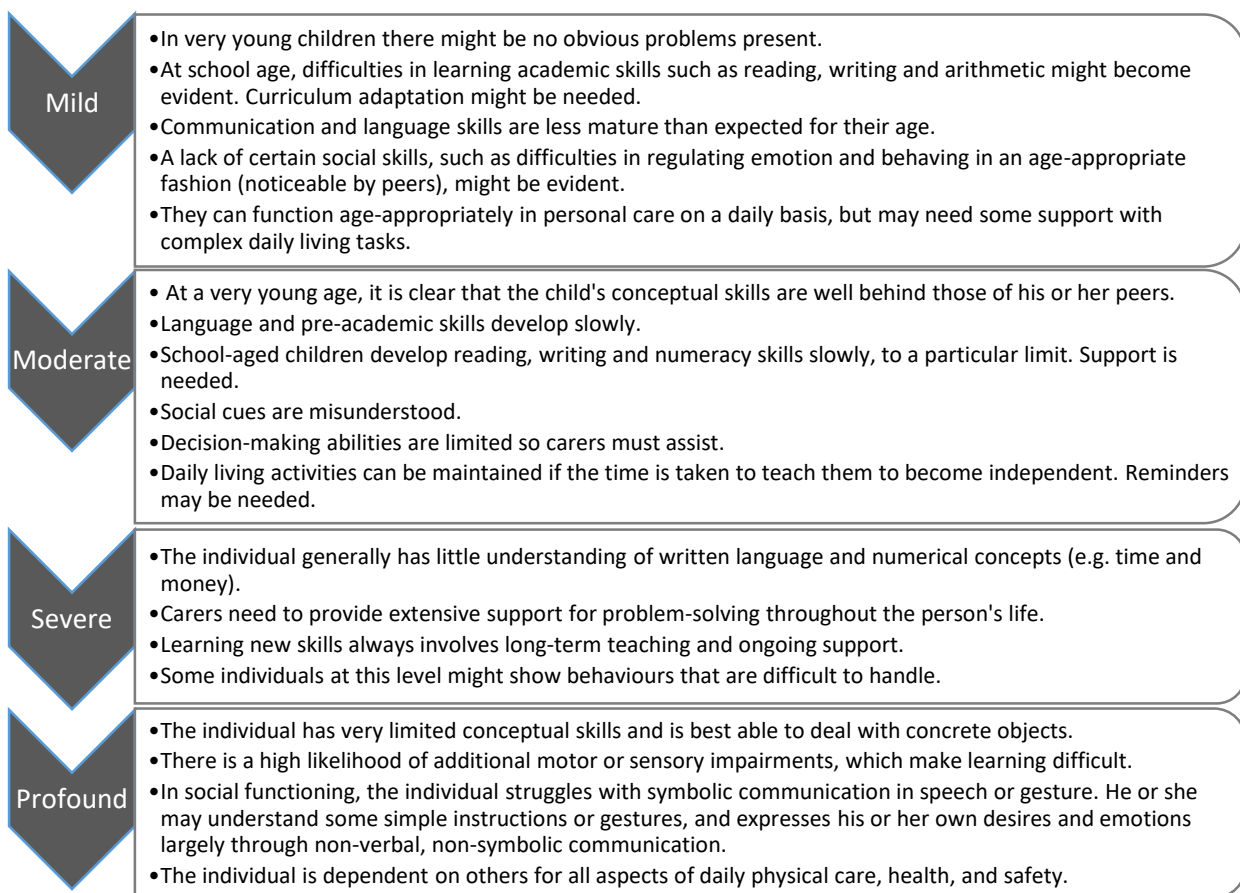 Mild
•In very young children there might be no obvious problems present.
•At school age, difficulties in learning academic skills such as reading, writing and arithmetic might become
evident. Curriculum adaptation might be needed.
•Communication and language skills are less mature than expected for their age.
•A lack of certain social skills, such as difficulties in regulating emotion and behaving in an age-appropriate
fashion (noticeable by peers), might be evident.
•They can function age-appropriately in personal care on a daily basis, but may need some support with
complex daily living tasks.
Moderate
• At a very young age, it is clear that the child's conceptual skills are well behind those of his or her peers.
•Language and pre-academic skills develop slowly.
•School-aged children develop reading, writing and numeracy skills slowly, to a particular limit. Support is
needed.
•Social cues are misunderstood.
•Decision-making abilities are limited so carers must assist.
•Daily living activities can be maintained if the time is taken to teach them to become independent. Reminders
may be needed.
Severe
•The individual generally has little understanding of written language and numerical concepts (e.g. time and
money).
•Carers need to provide extensive support for problem-solving throughout the person's life.
•Learning new skills always involves long-term teaching and ongoing support.
•Some individuals at this level might show behaviours that are difficult to handle.
Profound
•The individual has very limited conceptual skills and is best able to deal with concrete objects.
•There is a high likelihood of additional motor or sensory impairments, which make learning difficult.
•In social functioning, the individual struggles with symbolic communication in speech or gesture. He or she
may understand some simple instructions or gestures, and expresses his or her own desires and emotions
largely through non-verbal, non-symbolic communication.
•The individual is dependent on others for all aspects of daily physical care, health, and safety.